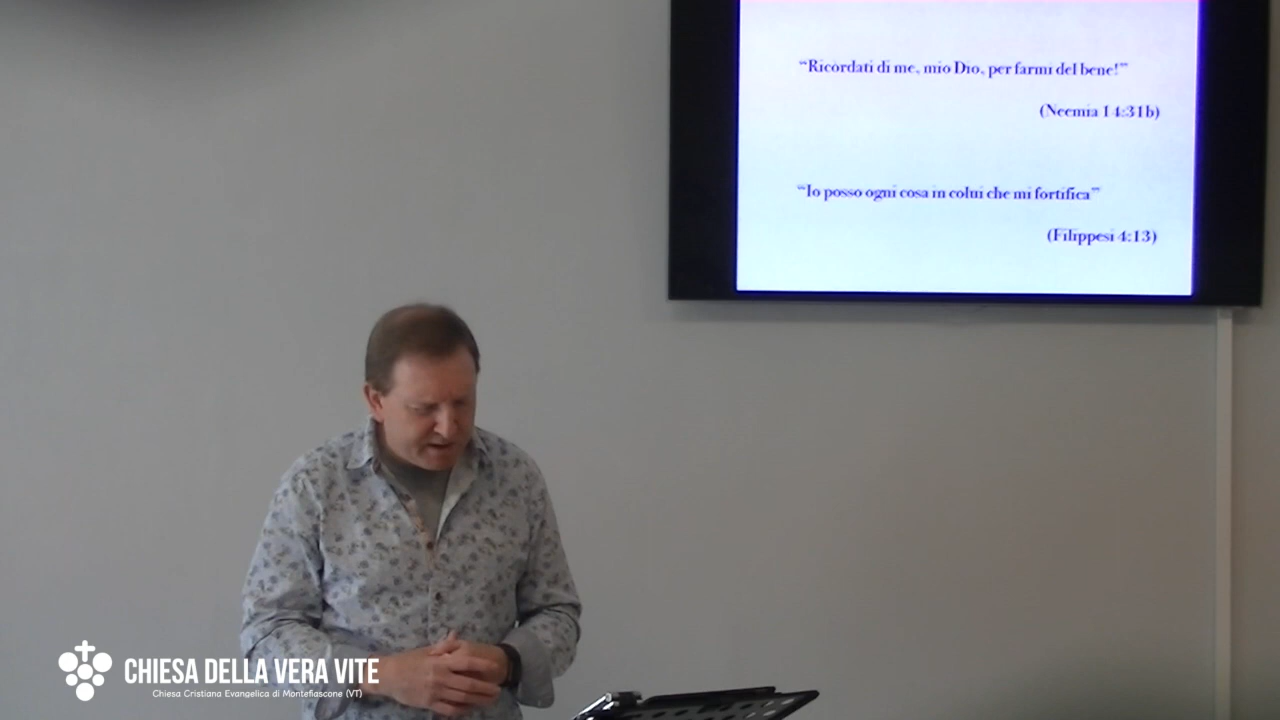 “Ricordati di me, mio Dio, per farmi del bene!”
(Neemia 14:31b)
“Io posso ogni cosa in colui che mi fortifica”
(Filippesi 4:13)
CHIESA DELLA VERA VITE
Chiesa Cristiana Evangelica di Montefiascone (VT)